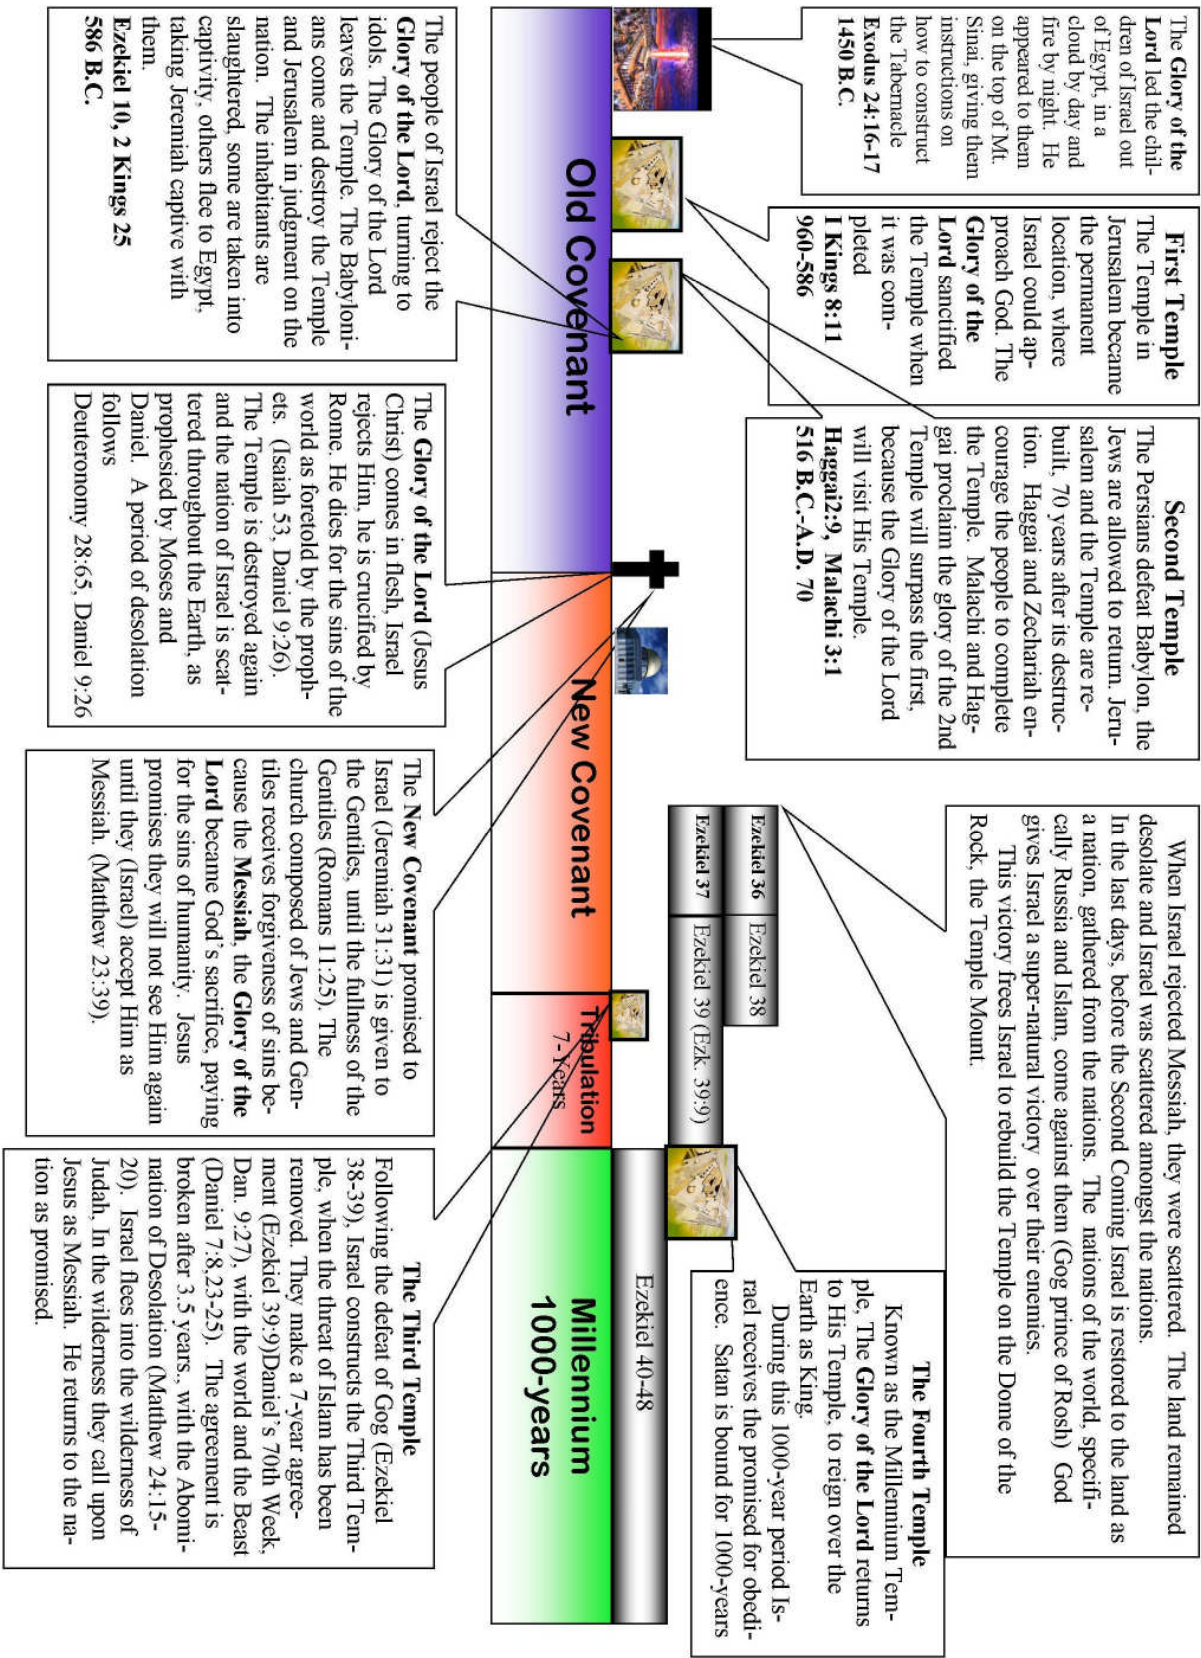 The Glory of the
Lord led the chil-
dren of Israel out
of Egypt, in a
cloud by day and
fire by night. He
appeared to them
on the top of Mt.
Sinai, giving them
instructions on
how to construct
the Tabernacle
Exodus 24:16-17
1450 B.C.
First Temple
The Temple in
Jerusalem became
the permanent
location, where
Israel could ap-
proach God. The
Glory of the
Lord sanctified
the Temple when
it was com-
pleted
I Kings 8:11
960-586
Second Temple
The Persians defeat Babylon, the
Jews are allowed to return. Jeru-
salem and the Temple are re-
built, 70 years after its destruc-
tion. Haggai and Zechariah en-
courage the people to complete
the Temple. Malachi and Hag-
gai proclaim the glory of the 2nd
Temple will surpass the first,
because the Glory of the Lord
will visit His Temple.
Haggai2:9, Malachi 3:1
516 B.C.-A.D. 70
When Israel rejected Messiah, they were scattered. The land remained
desolate and Israel was scattered amongst the nations.
In the last days, before the Second Coming Israel is restored to the land as
a nation, gathered from the nations. The nations of the world, specifi-
cally Russia and Islam, come against them (Gog prince of Rosh) God
gives Israel a super-natural victory over their enemies.
This victory frees Israel to rebuild the Temple on the Dome of the
Rock, the Temple Mount.
Ezekiel 36
Ezekiel 38
Ezekiel 37
Ezekiel 39 (Ezk. 39:9)
The Fourth Temple
Known as the Millennium Tem-
ple, The Glory of the Lord returns
to His Temple, to reign over the
Earth as King.
During this 1000-year period Is-
rael receives the promised for obedi-
ence. Satan is bound for 1000-years
Ezekiel 40-48
Old Covenant
New Covenant
Tribulation
7-Years
Millennium
1000-years
The people of Israel reject the
Glory of the Lord, turning to
idols. The Glory of the Lord
leaves the Temple. The Babyloni-
ans come and destroy the Temple
and Jerusalem in judgment on the
nation. The inhabitants are
slaughtered, some are taken into
captivity, others flee to Egypt,
taking Jeremiah captive with
them.
Ezekiel 10, 2 Kings 25
586 B.C.
The Glory of the Lord (Jesus
Christ) comes in flesh, Israel
rejects Him, he is crucified by
Rome. He dies for the sins of the
world as foretold by the proph-
ets. (Isaiah 53, Daniel 9:26).
The Temple is destroyed again
and the nation of Israel is scat-
tered throughout the Earth, as
prophesied by Moses and
Daniel. A period of desolation
follows
Deuteronomy 28:65, Daniel 9:26
The New Covenant promised to
Israel (Jeremiah 31:31) is given to
the Gentiles, until the fullness of the
Gentiles (Romans 11:25). The
church composed of Jews and Gen-
tiles receives forgiveness of sins be-
cause the Messiah, the Glory of the
Lord became God's sacrifice, paying
for the sins of humanity. Jesus
promises they will not see Him again
until they (Israel) accept Him as
Messiah. (Matthew 23:39).
The Third Temple
Following the defeat of Gog (Ezekiel
38-39), Israel constructs the Third Tem-
ple, when the threat of Islam has been
removed. They make a 7-year agree-
ment (Ezekiel 39:9)Daniel's 70th Week,
Dan. 9:27), with the world and the Beast
(Daniel 7:8,23-25). The agreement is
broken after 3.5 years., with the Abomi-
nation of Desolation (Matthew 24:15-
20). Israel flees into the wilderness of
Judah, In the wilderness they call upon
Jesus as Messiah. He returns to the na-
tion as promised.